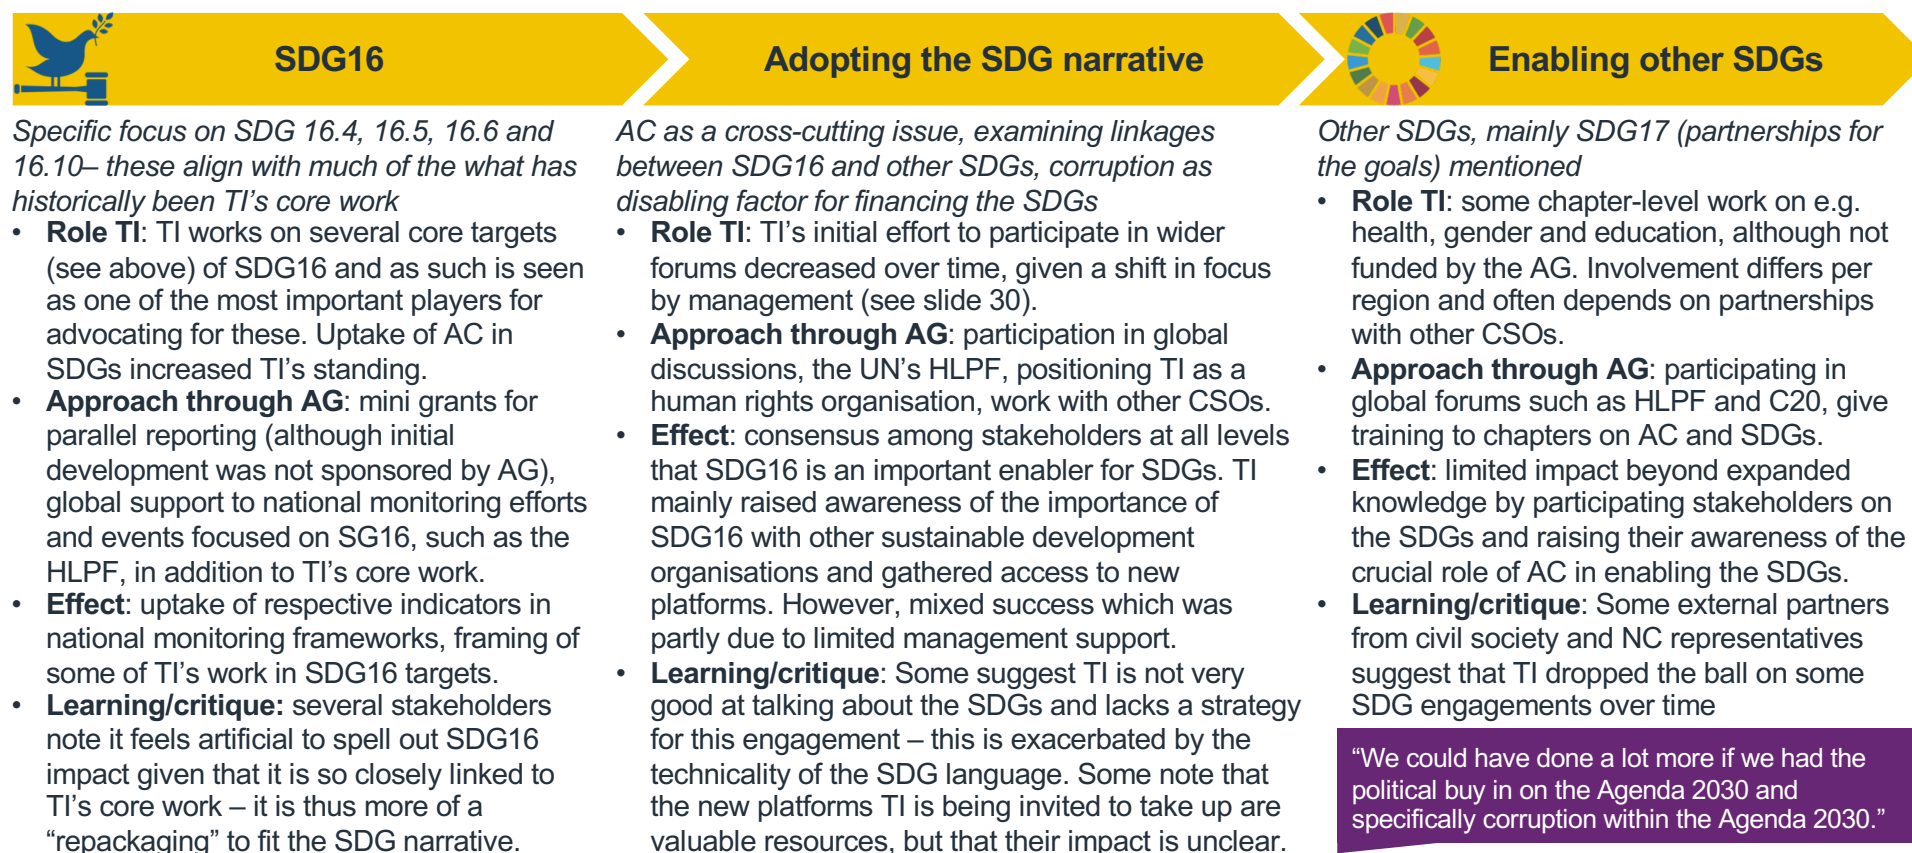 SDG16
Specific focus on SDG 16.4, 16.5, 16.6 and
16.10– these align with much of the what has
historically been TI's core work
• Role TI: TI works on several core targets
(see above) of SDG16 and as such is seen
as one of the most important players for
advocating for these. Uptake of AC in
SDGs increased TI's standing.
• Approach through AG: mini grants for
parallel reporting (although initial
development was not sponsored by AG),
global support to national monitoring efforts
and events focused on SG16, such as the
HLPF, in addition to TI's core work.
• Effect: uptake of respective indicators in
national monitoring frameworks, framing of
some of TI's work in SDG16 targets.
• Learning/critique: several stakeholders
note it feels artificial to spell out SDG16
impact given that it is so closely linked to
TI's core work – it is thus more of a
“repackaging” to fit the SDG narrative.
Adopting the SDG narrative
AC as a cross-cutting issue, examining linkages
between SDG16 and other SDGs, corruption as
disabling factor for financing the SDGs
• Role TI: TI's initial effort to participate in wider
forums decreased over time, given a shift in focus
by management (see slide 30).
• Approach through AG: participation in global
discussions, the UN's HLPF, positioning TI as a
human rights organisation, work with other CSOs.
• Effect: consensus among stakeholders at all levels
that SDG16 is an important enabler for SDGs. TI
mainly raised awareness of the importance of
SDG16 with other sustainable development
organisations and gathered access to new
platforms. However, mixed success which was
partly due to limited management support.
• Learning/critique: Some suggest TI is not very
good at talking about the SDGs and lacks a strategy
for this engagement – this is exacerbated by the
technicality of the SDG language. Some note that
the new platforms TI is being invited to take up are
valuable resources, but that their impact is unclear.
Enabling other SDGs
Other SDGs, mainly SDG17 (partnerships for
the goals) mentioned
• Role TI: some chapter-level work on e.g.
health, gender and education, although not
funded by the AG. Involvement differs per
region and often depends on partnerships
with other CSOs.
• Approach through AG: participating in
global forums such as HLPF and C20, give
training to chapters on AC and SDGs.
• Effect: limited impact beyond expanded
knowledge by participating stakeholders on
the SDGs and raising their awareness of the
crucial role of AC in enabling the SDGs.
• Learning/critique: Some external partners
from civil society and NC representatives
suggest that TI dropped the ball on some
SDG engagements over time
“We could have done a lot more if we had the
political buy in on the Agenda 2030 and
specifically corruption within the Agenda 2030.”